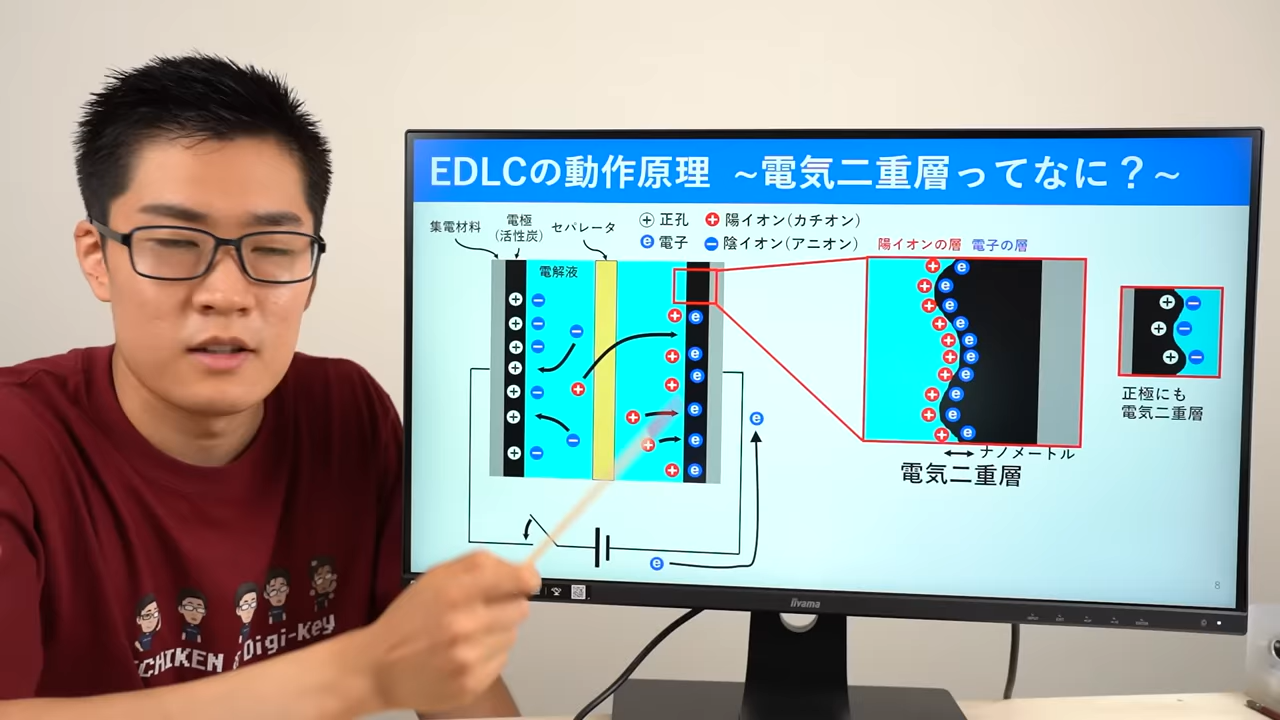 EDLCの動作原理 ~電気二重層ってなに？~
集電材料
電極
(活性炭)
セパレータ
正孔
陽イオン(カチオン)
電子
陰イオン(アニオン)
陽イオンの層 電子の層
電解液
正極にも
電気二重層
ナノメートル
電気二重層
8
iiyama
ICHIKEN
Digi-Key